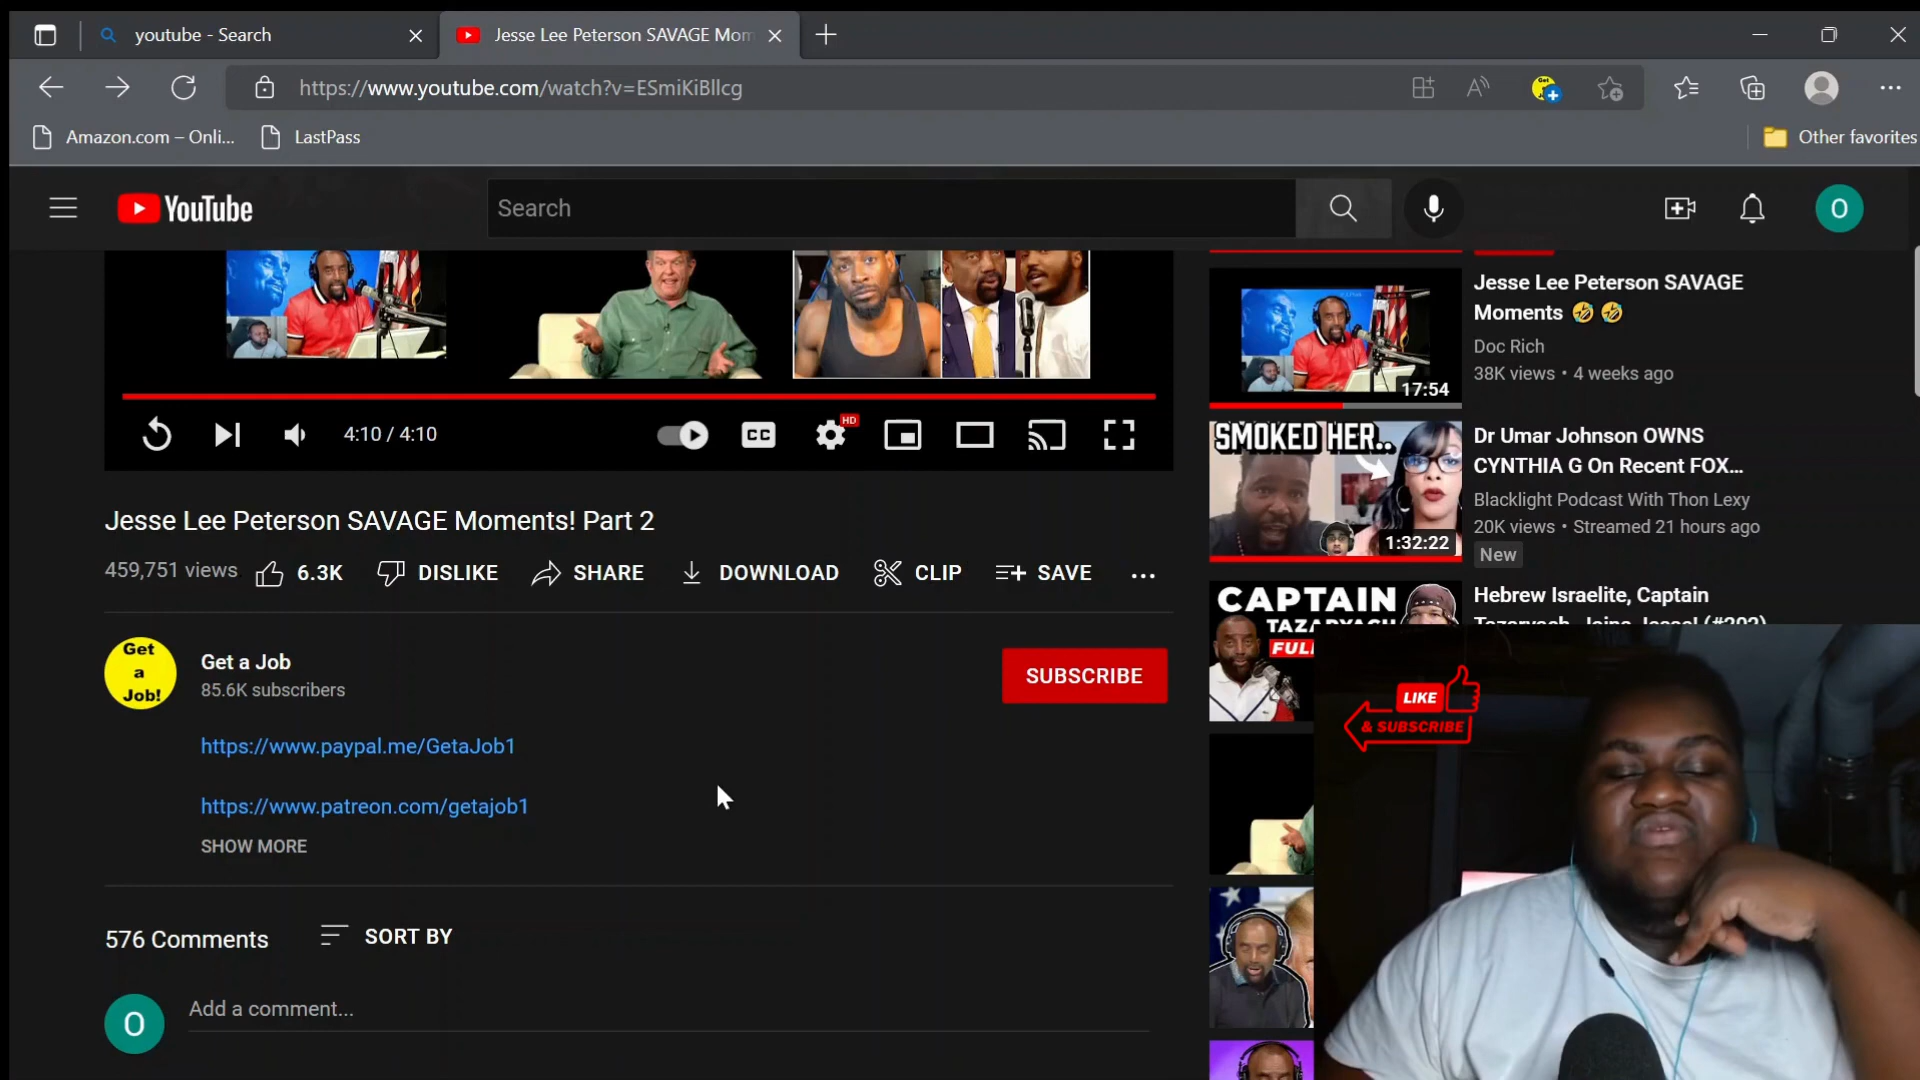 youtube - Search
Jesse Lee Peterson SAVAGE Mom
https://www.youtube.com/watch?v=ESmiKiBllcg
Amazon.com – Onli...
LastPass
Other favorites
YouTube
Search
O
HD
4:10 / 4:10
CC
Jesse Lee Peterson SAVAGE Moments! Part 2
459,751 views
6.3K
DISLIKE
SHARE
DOWNLOAD
CLIP
SAVE
Get a Job!
Get a Job
85.6K subscribers
SUBSCRIBE
https://www.paypal.me/GetaJob1
https://www.patreon.com/getajob1
SHOW MORE
576 Comments
SORT BY
O
Add a comment...
17:54
Jesse Lee Peterson SAVAGE
Moments 🤣 🤣
Doc Rich
38K views • 4 weeks ago
SMOKED HER..
1:32:22
Dr Umar Johnson OWNS
CYNTHIA G On Recent FOX...
Blacklight Podcast With Thon Lexy
20K views • Streamed 21 hours ago
New
CAPTAIN
FUL
Hebrew Israelite, Captain
LIKE
& SUBSCRIBE